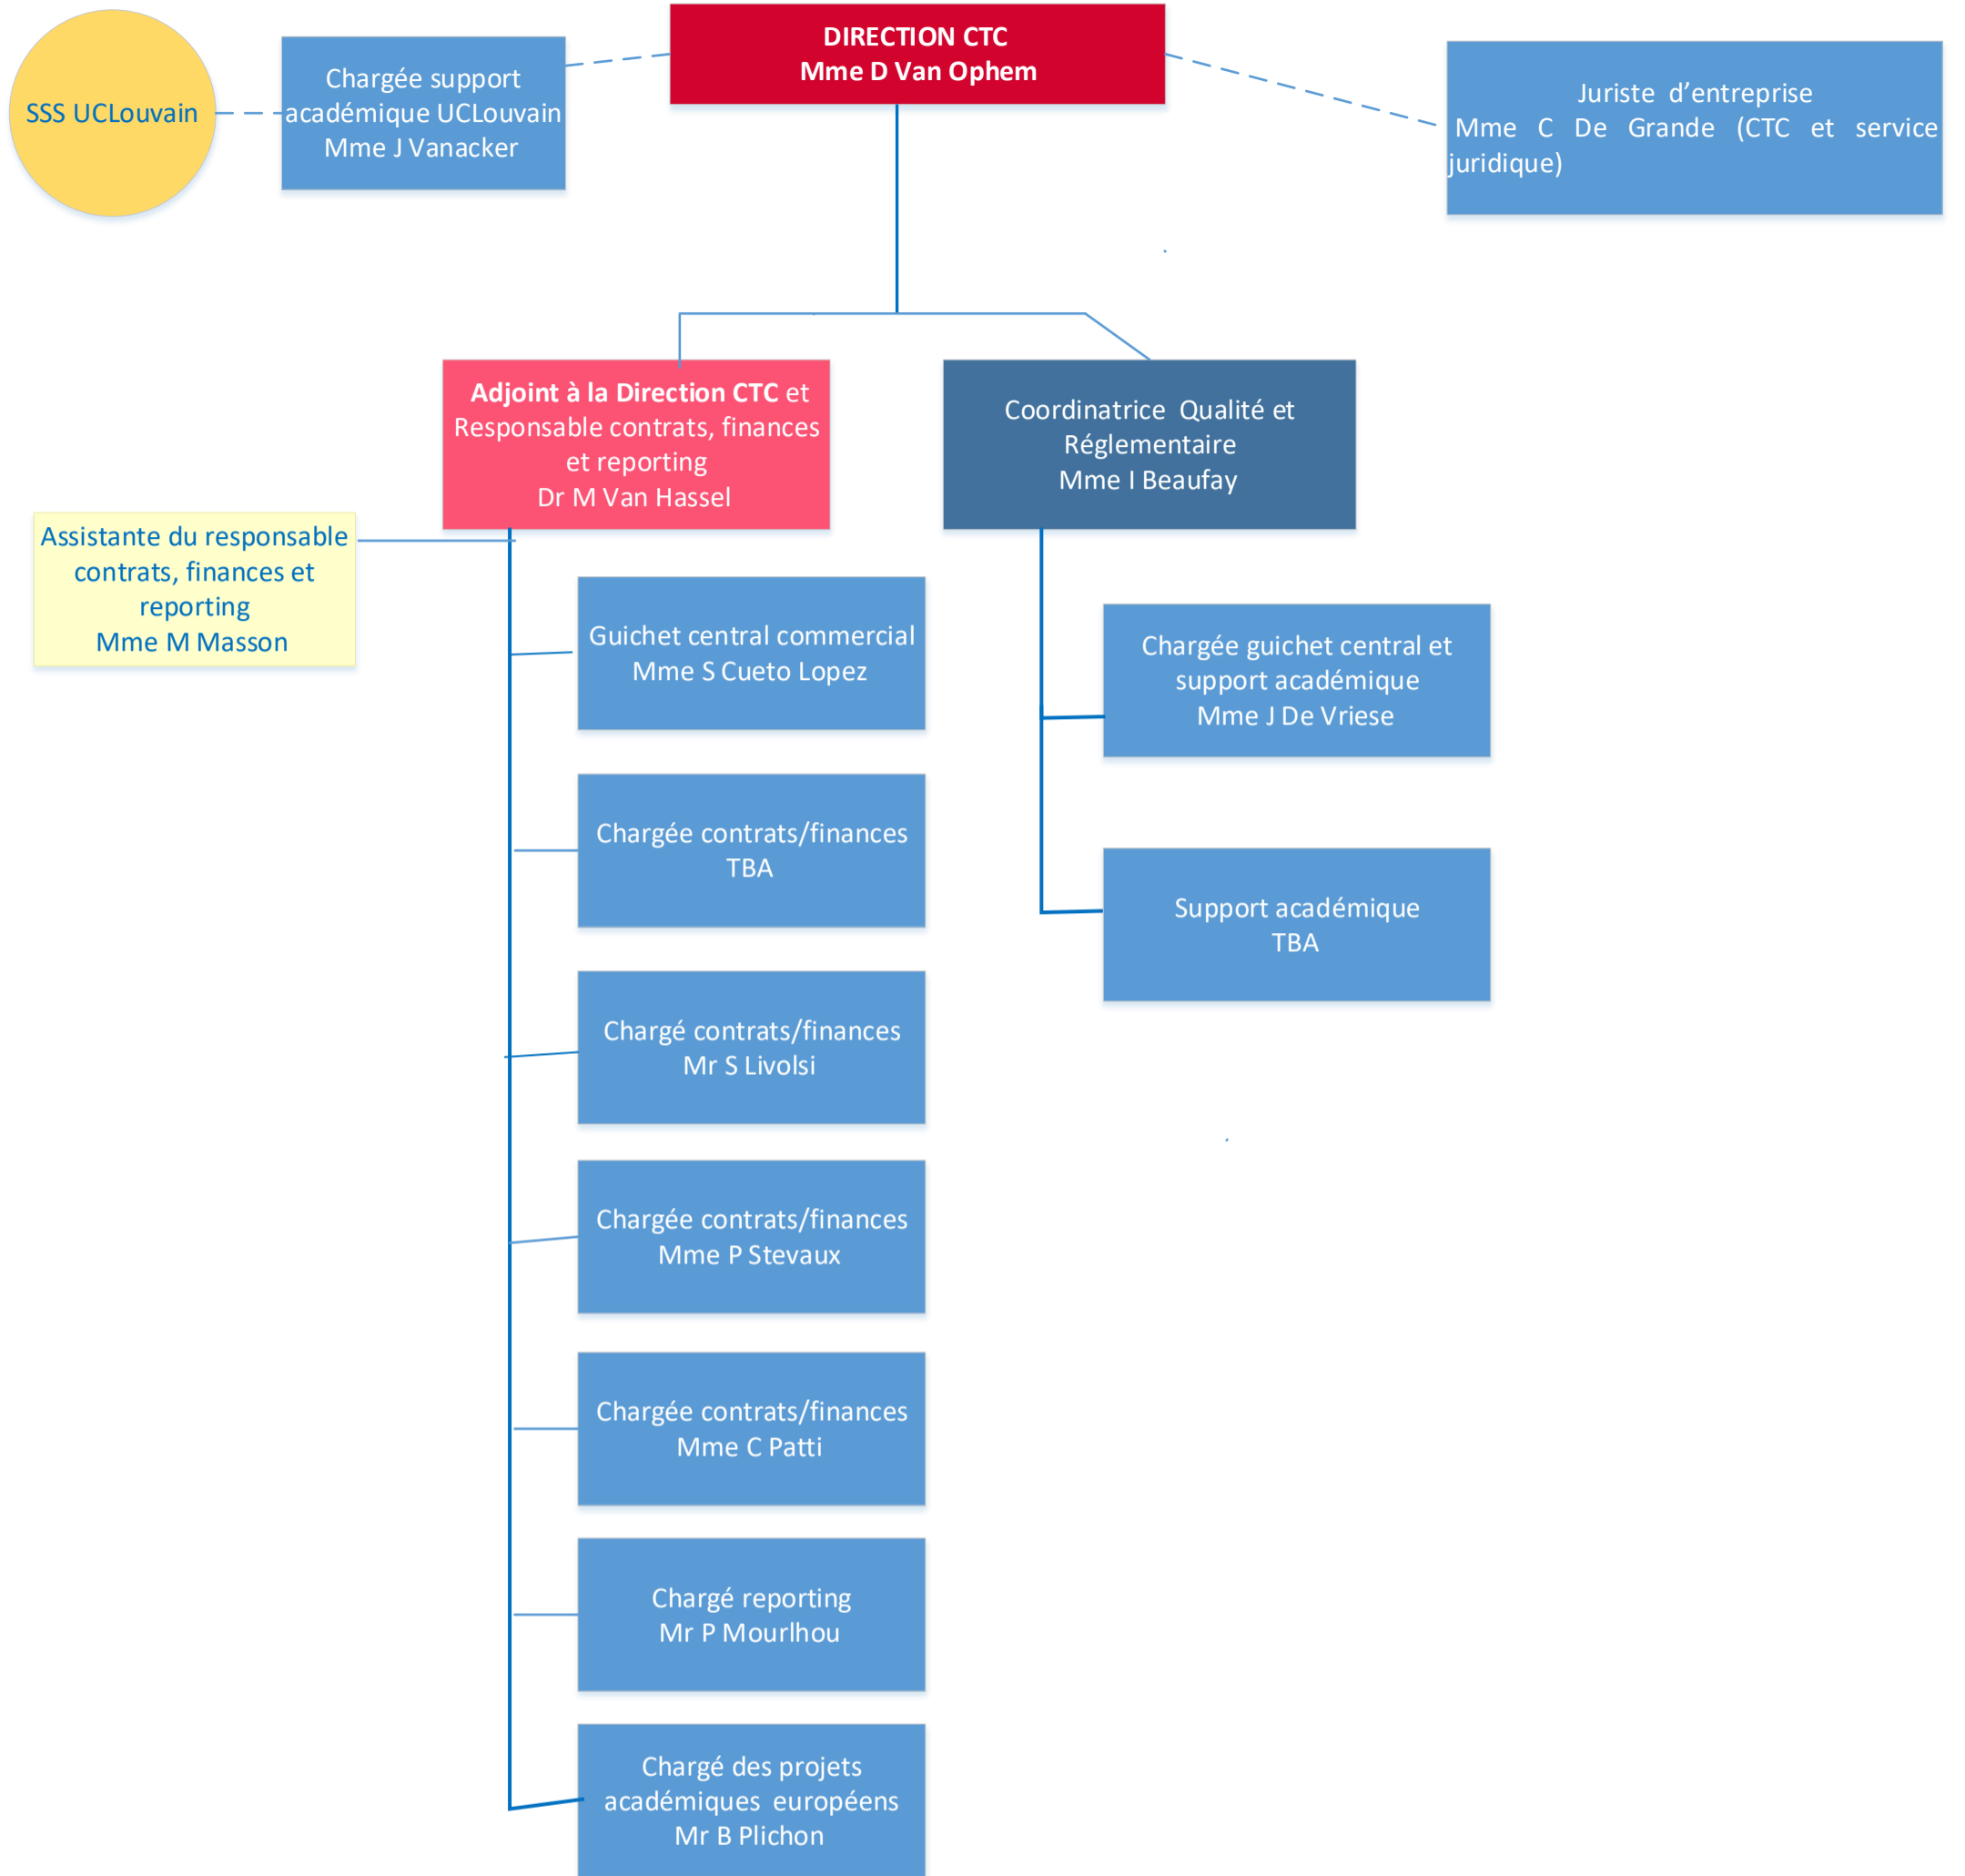 DIRECTION CTC
Mme D Van Ophem
SSS UCLouvain
Chargée support
académique UCLouvain
Mme J Vanacker
Juriste d’entreprise
Mme C De Grande (CTC et service
juridique)
Adjoint à la Direction CTC et
Responsable contrats, finances
et reporting
Dr M Van Hassel
Coordinatrice Qualité et
Réglementaire
Mme I Beaufay
Assistante du responsable
contrats, finances et
reporting
Mme M Masson
Guichet central commercial
Mme S Cueto Lopez
Chargée guichet central et
support académique
Mme J De Vriese
Chargée contrats/finances
TBA
Support académique
TBA
Chargé contrats/finances
Mr S Livolsi
Chargée contrats/finances
Mme P Stevaux
Chargée contrats/finances
Mme C Patti
Chargé reporting
Mr P Mourlhou
Chargé des projets
académiques européens
Mr B Plichon